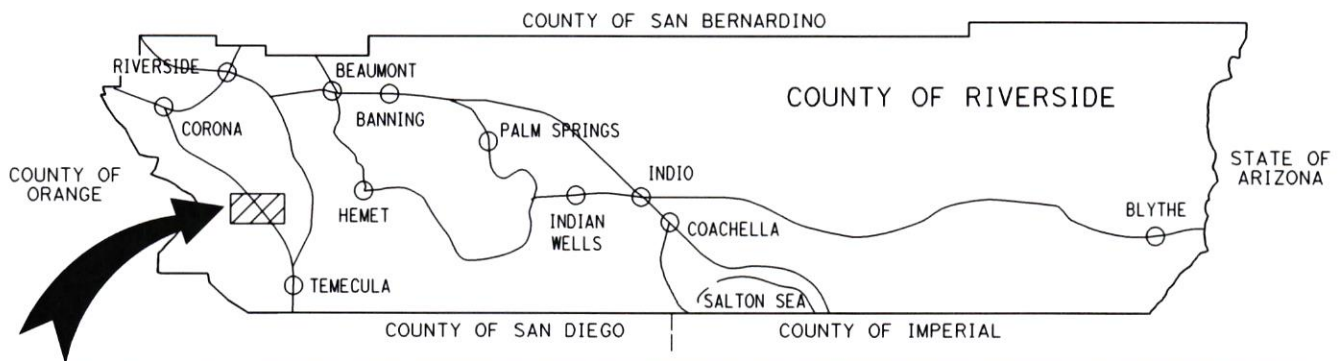 COUNTY OF SAN BERNARDINO
RIVERSIDE
BEAUMONT
COUNTY OF RIVERSIDE
CORONA
BANNING
PALM SPRINGS
COUNTY OF
ORANGE
STATE OF
ARIZONA
HEMET
INDIO
INDIAN
WELLS
COACHELLA
BLYTHE
TEMECULA
SALTON SEA
COUNTY OF SAN DIEGO
COUNTY OF IMPERIAL